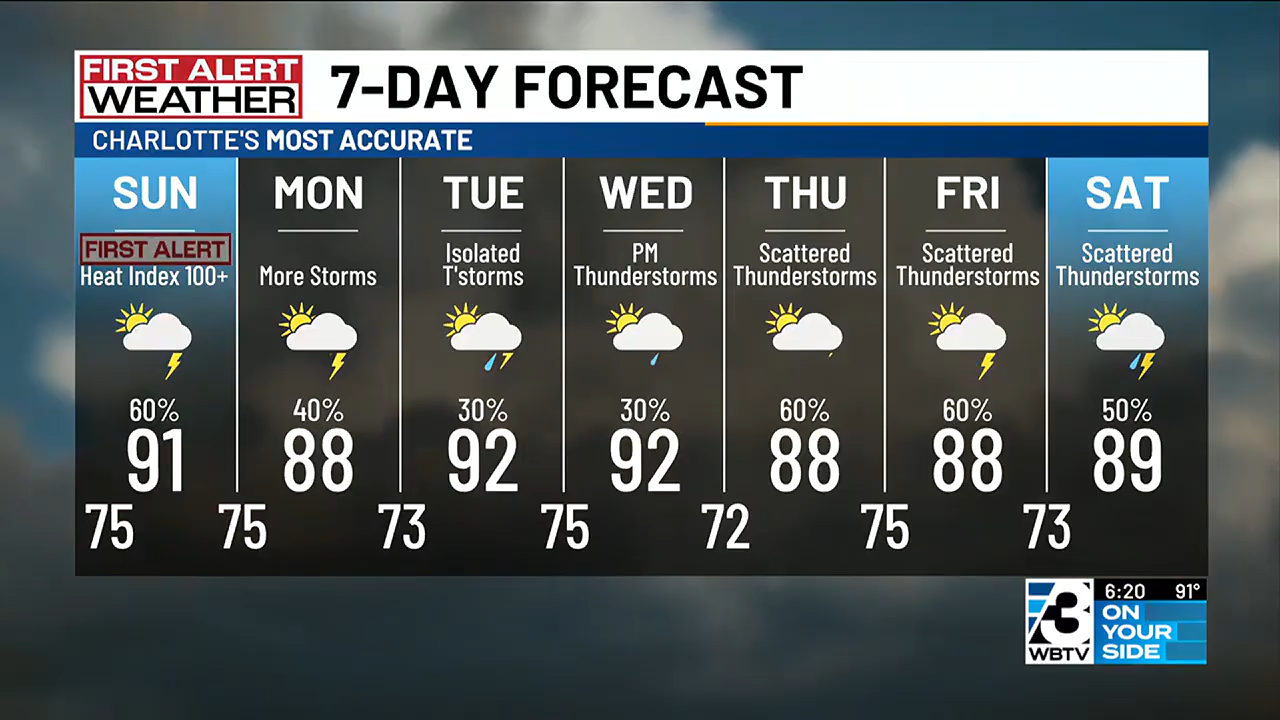 FIRST ALERT
WEATHER
7-DAY FORECAST
CHARLOTTE'S MOST ACCURATE
SUN
FIRST ALERT
Heat Index 100+
60%
91
MON
More Storms
40%
88
TUE
Isolated
T'storms
30%
92
WED
PM
Thunderstorms
30%
92
THU
Scattered
Thunderstorms
60%
88
FRI
Scattered
Thunderstorms
60%
88
SAT
Scattered
Thunderstorms
50%
89
75 75 73 75 72 75 73
3
WBTV
6:20 91°
ON
YOUR
SIDE